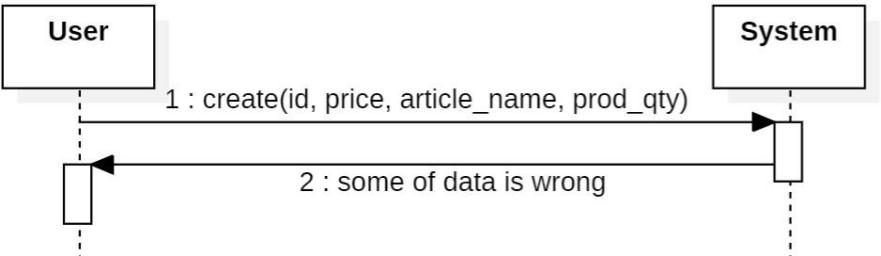 User
System
1 : create(id, price, article_name, prod_qty)
2 : some of data is wrong